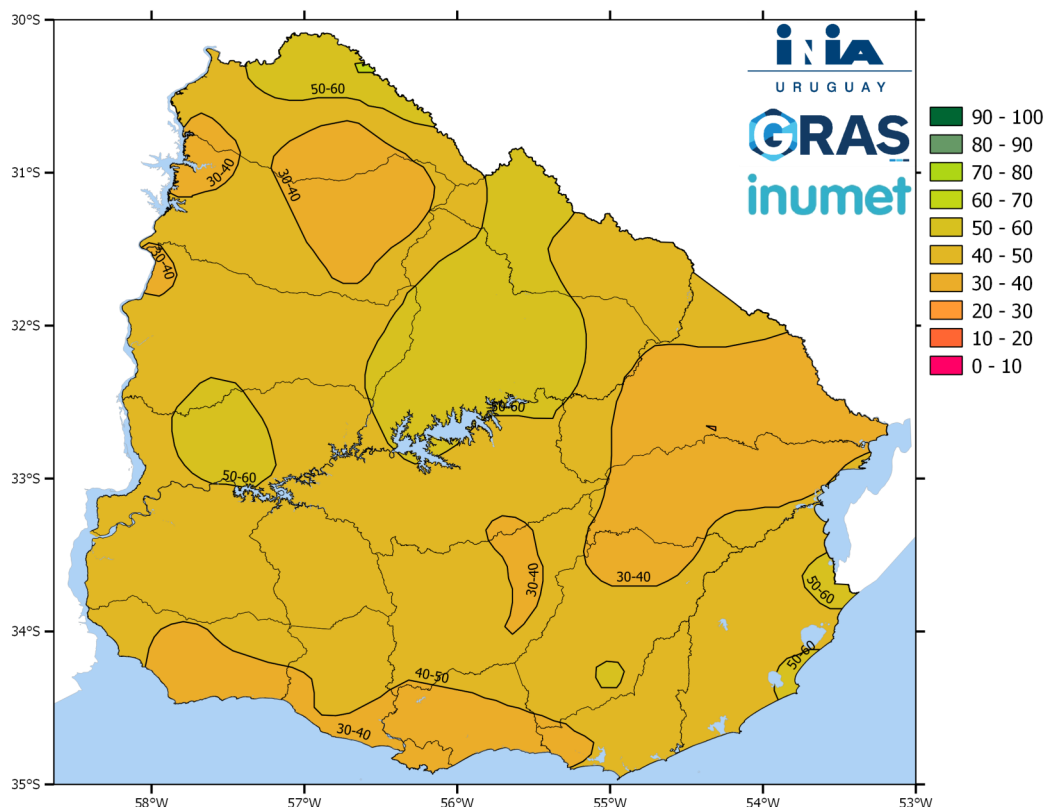 30°S
31°S
32°S
33°S
34°S
35°S
58°W
57°W
56°W
55°W
54°W
53°W
50-60
30-40
30-40
30-40
50-60
50-60
30-40
30-40
50-60
50-60
40-50
30-40
iNiA
URUGUAY
GRAS
inumet
90 - 100
80 - 90
70 - 80
60 - 70
50 - 60
40 - 50
30 - 40
20 - 30
10 - 20
0 - 10